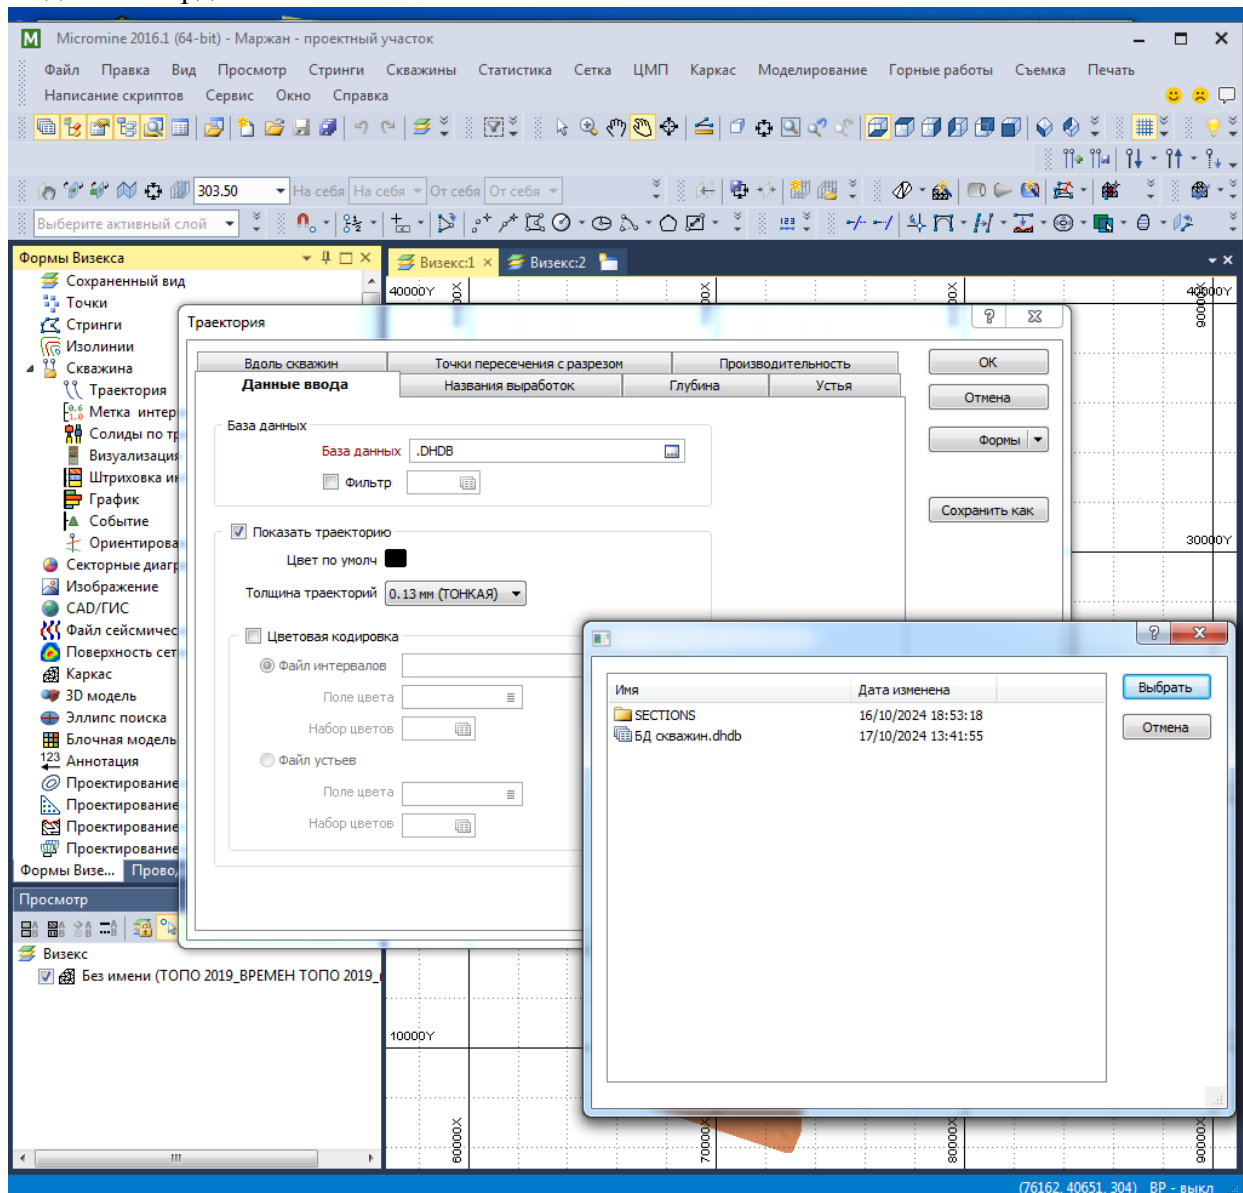 Micromine 2016.1 (64-bit) - Маржан - проектный участок
Файл Правка Вид Просмотр Стринги Скважины Статистика Сетка ЦМП Каркас Моделирование Горные работы Съемка Печать
Написание скриптов Сервис Окно Справка
303.50 На себя На себя От себя От себя
Выберите активный слой
Формы Визекса
Визекс:1 Визекс:2
Сохраненный вид
Точки
Стринги
Изолинии
Скважина
Траектория
Метка интер
Солиды по тр
Визуализация
Штриховка ин
График
Событие
Ориентирова
Секторные диагр
Изображение
CAD/ГИС
Файл сейсмичес
Поверхность сет
Каркас
3D модель
Эллипс поиска
Блочная модель
Аннотация
Проектирование
Проектирование
Проектирование
Проектирование
Формы Визе... Прово
Просмотр
Визекс
Без имени (ТОПО 2019_ВРЕМЕН ТОПО 2019_
40000Y
40000Y
90000X
30000Y
10000Y
60000X
70000X
80000X
90000X
Траектория
Вдоль скважин Точки пересечения с разрезом Производительность
Данные ввода Названия выработок Глубина Устья
OK
Отмена
Формы
Сохранить как
База данных
База данных .DHDB
Фильтр
Показать траекторию
Цвет по умолч
Толщина траекторий 0.13 мм (ТОНКАЯ)
Цветовая кодировка
Файл интервалов
Поле цвета
Набор цветов
Файл устьев
Поле цвета
Набор цветов
Имя Дата изменена
SECTIONS 16/10/2024 18:53:18
БД скважин.dhdb 17/10/2024 13:41:55
Выбрать
Отмена
(76162, 40651, 304) ВР - выкл